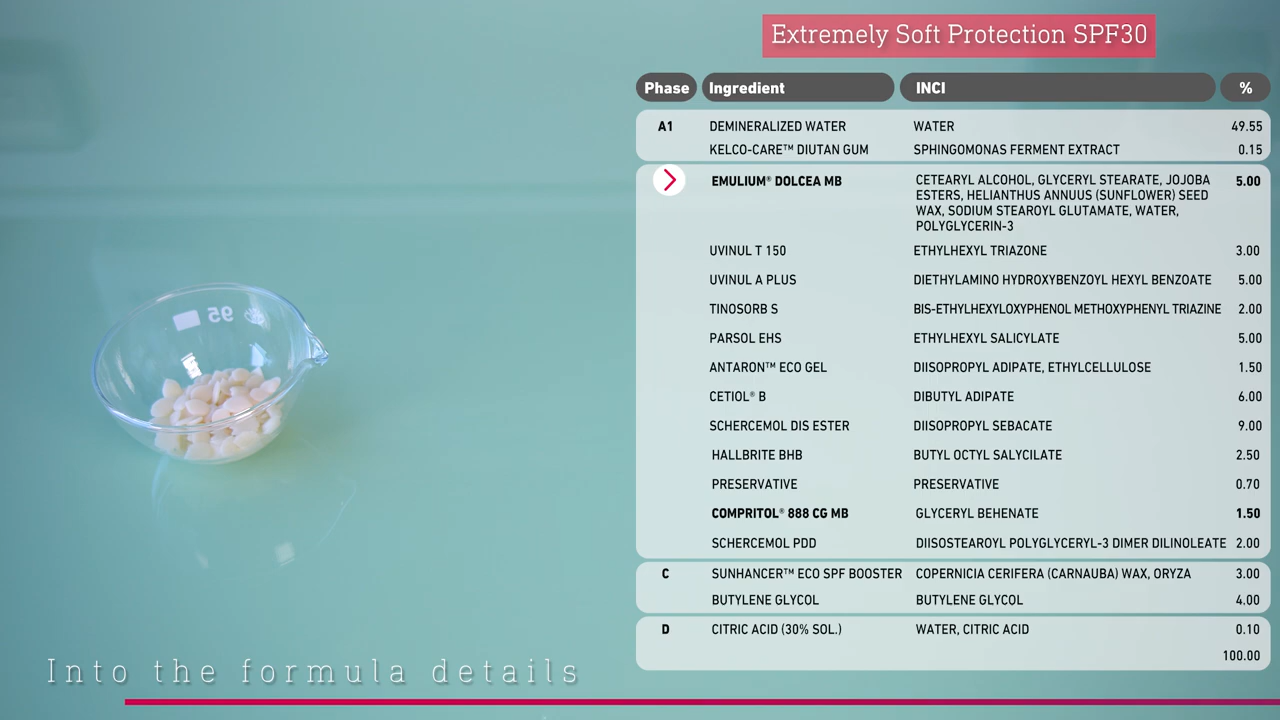 Extremely Soft Protection SPF30
Phase Ingredient INCI %
A1 DEMINERALIZED WATER WATER 49.55
KELCO-CARE™ DIUTAN GUM SPHINGOMONAS FERMENT EXTRACT 0.15
EMULIUM® DOLCEA MB CETEARYL ALCOHOL, GLYCERYL STEARATE, JOJOBA 5.00
ESTERS, HELIANTHUS ANNUUS (SUNFLOWER) SEED
WAX, SODIUM STEAROYL GLUTAMATE, WATER,
POLYGLYCERIN-3
UVINUL T 150 ETHYLHEXYL TRIAZONE 3.00
UVINUL A PLUS DIETHYLAMINO HYDROXYBENZOYL HEXYL BENZOATE 5.00
TINOSORB S BIS-ETHYLHEXYLOXYPHENOL METHOXYPHENYL TRIAZINE 2.00
PARSOL EHS ETHYLHEXYL SALICYLATE 5.00
ANTARON™ ECO GEL DIISOPROPYL ADIPATE, ETHYLCELLULOSE 1.50
CETIOL® B DIBUTYL ADIPATE 6.00
SCHERCEMOL DIS ESTER DIISOPROPYL SEBACATE 9.00
HALLBRITE BHB BUTYL OCTYL SALYCILATE 2.50
PRESERVATIVE PRESERVATIVE 0.70
COMPRITOL® 888 CG MB GLYCERYL BEHENATE 1.50
SCHERCEMOL PDD DIISOSTEAROYL POLYGLYCERYL-3 DIMER DILINOLEATE 2.00
C SUNHANCER™ ECO SPF BOOSTER COPERNICIA CERIFERA (CARNAUBA) WAX, ORYZA 3.00
BUTYLENE GLYCOL BUTYLENE GLYCOL 4.00
D CITRIC ACID (30% SOL.) WATER, CITRIC ACID 0.10
100.00
95
Into the formula details